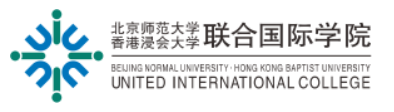 北京师范大学
香港浸会大学
联合国际学院
BEIJING NORMAL UNIVERSITY · HONG KONG BAPTIST UNIVERSITY
UNITED INTERNATIONAL COLLEGE